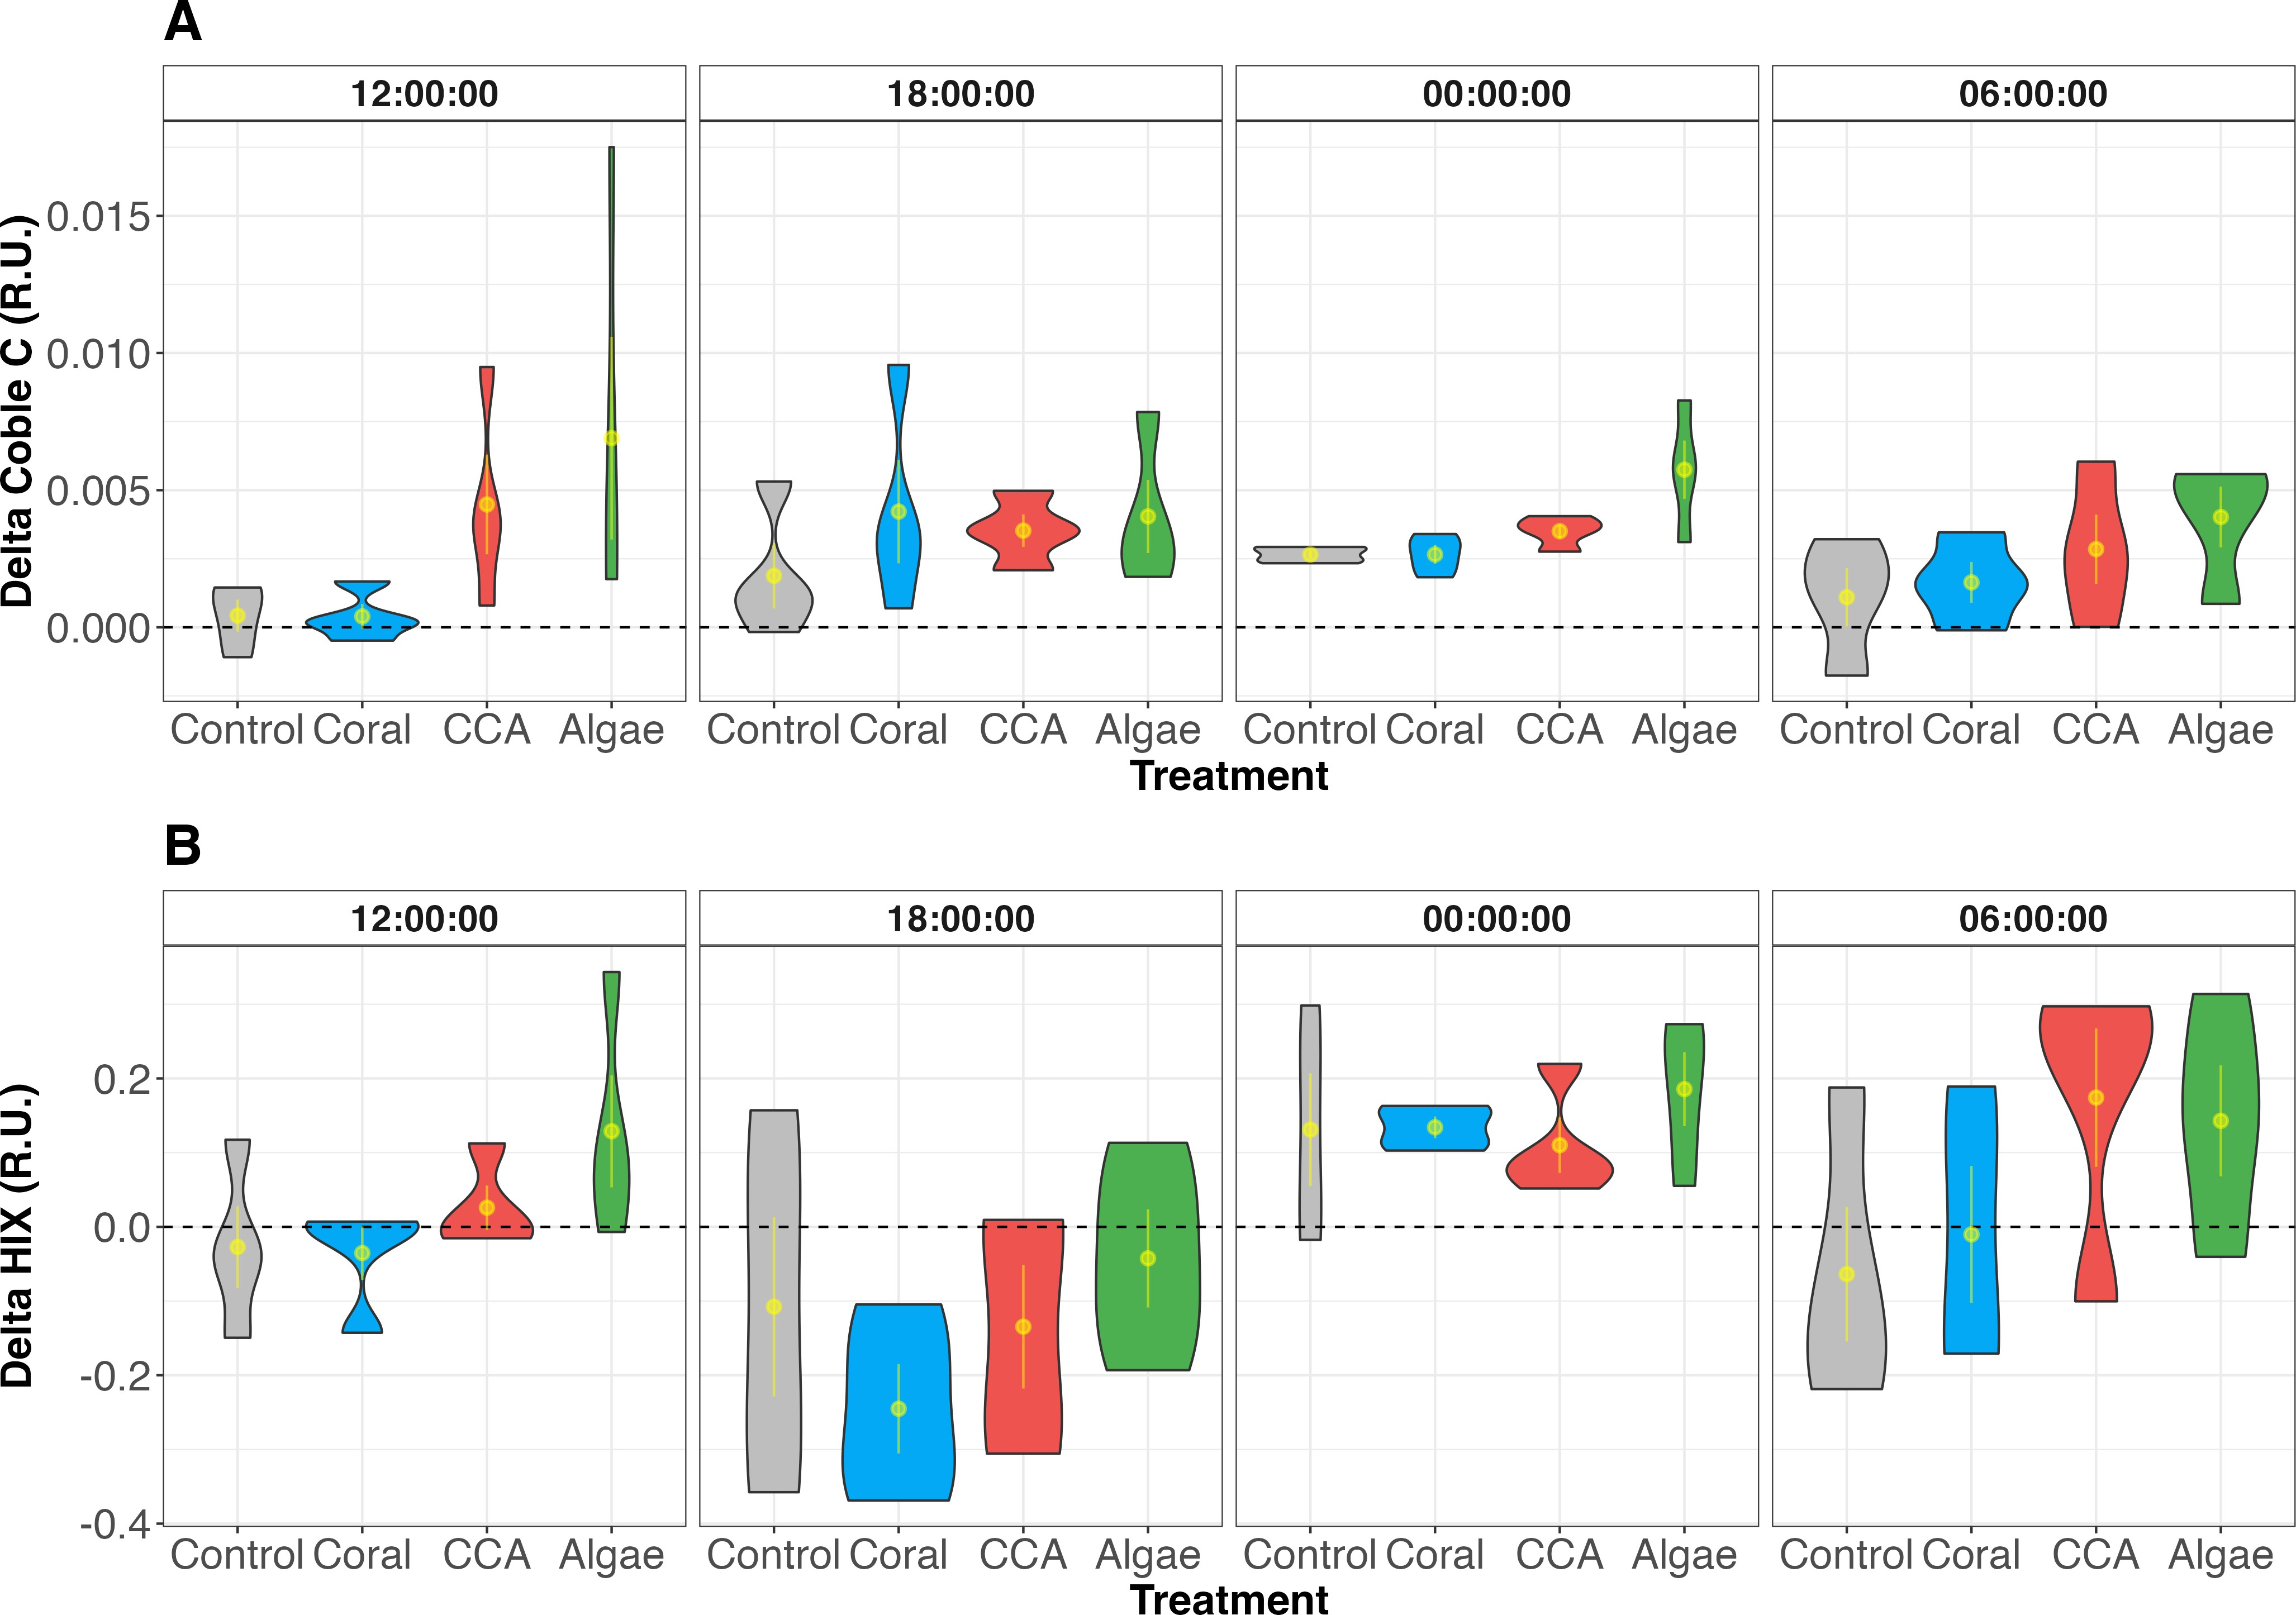 A
12:00:00 18:00:00 00:00:00 06:00:00
Delta Coble C (R.U.)
0.015
0.010
0.005
0.000
Control Coral CCA Algae Control Coral CCA Algae Control Coral CCA Algae Control Coral CCA Algae
Treatment
B
12:00:00 18:00:00 00:00:00 06:00:00
Delta HIX (R.U.)
0.2
0.0
-0.2
-0.4
Control Coral CCA Algae Control Coral CCA Algae Control Coral CCA Algae Control Coral CCA Algae
Treatment